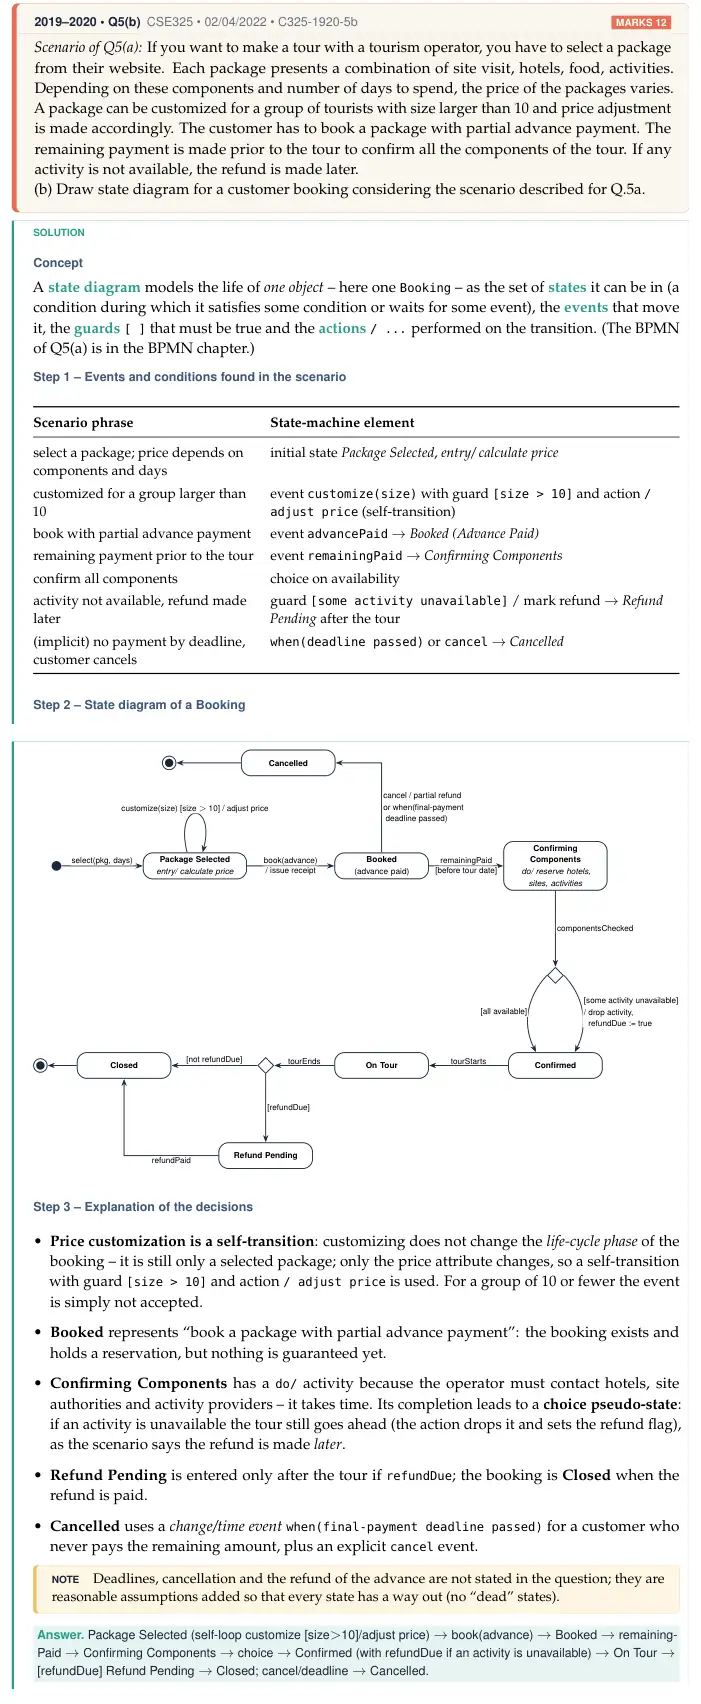 2019–2020 • Q5(b) CSE325 • 02/04/2022 • C325-1920-5b MARKS 12
Scenario of Q5(a): If you want to make a tour with a tourism operator, you have to select a package
from their website. Each package presents a combination of site visit, hotels, food, activities.
Depending on these components and number of days to spend, the price of the packages varies.
A package can be customized for a group of tourists with size larger than 10 and price adjustment
is made accordingly. The customer has to book a package with partial advance payment. The
remaining payment is made prior to the tour to confirm all the components of the tour. If any
activity is not available, the refund is made later.
(b) Draw state diagram for a customer booking considering the scenario described for Q.5a.
SOLUTION
Concept
A state diagram models the life of one object – here one Booking – as the set of states it can be in (a
condition during which it satisfies some condition or waits for some event), the events that move
it, the guards [ ] that must be true and the actions / ... performed on the transition. (The BPMN
of Q5(a) is in the BPMN chapter.)
Step 1 – Events and conditions found in the scenario
Scenario phrase State-machine element
select a package; price depends on initial state Package Selected, entry/ calculate price
components and days
customized for a group larger than event customize(size) with guard [size > 10] and action /
10 adjust price (self-transition)
book with partial advance payment event advancePaid → Booked (Advance Paid)
remaining payment prior to the tour event remainingPaid → Confirming Components
confirm all components choice on availability
activity not available, refund made guard [some activity unavailable] / mark refund → Refund
later Pending after the tour
(implicit) no payment by deadline, when(deadline passed) or cancel → Cancelled
customer cancels
Step 2 – State diagram of a Booking
Cancelled
cancel / partial refund
or when(final-payment
deadline passed)
customize(size) [size > 10] / adjust price
select(pkg, days)
Package Selected
entry/ calculate price
book(advance)
/ issue receipt
Booked
(advance paid)
remainingPaid
[before tour date]
Confirming
Components
do/ reserve hotels,
sites, activities
componentsChecked
[all available]
[some activity unavailable]
/ drop activity,
refundDue := true
Closed
[not refundDue]
tourEnds
On Tour
tourStarts
Confirmed
[refundDue]
refundPaid
Refund Pending
Step 3 – Explanation of the decisions
• Price customization is a self-transition: customizing does not change the life-cycle phase of the
booking – it is still only a selected package; only the price attribute changes, so a self-transition
with guard [size > 10] and action / adjust price is used. For a group of 10 or fewer the event
is simply not accepted.
• Booked represents “book a package with partial advance payment”: the booking exists and
holds a reservation, but nothing is guaranteed yet.
• Confirming Components has a do/ activity because the operator must contact hotels, site
authorities and activity providers – it takes time. Its completion leads to a choice pseudo-state:
if an activity is unavailable the tour still goes ahead (the action drops it and sets the refund flag),
as the scenario says the refund is made later.
• Refund Pending is entered only after the tour if refundDue; the booking is Closed when the
refund is paid.
• Cancelled uses a change/time event when(final-payment deadline passed) for a customer who
never pays the remaining amount, plus an explicit cancel event.
NOTE Deadlines, cancellation and the refund of the advance are not stated in the question; they are
reasonable assumptions added so that every state has a way out (no “dead” states).
Answer. Package Selected (self-loop customize [size>10]/adjust price) → book(advance) → Booked → remaining-
Paid → Confirming Components → choice → Confirmed (with refundDue if an activity is unavailable) → On Tour →
[refundDue] Refund Pending → Closed; cancel/deadline → Cancelled.